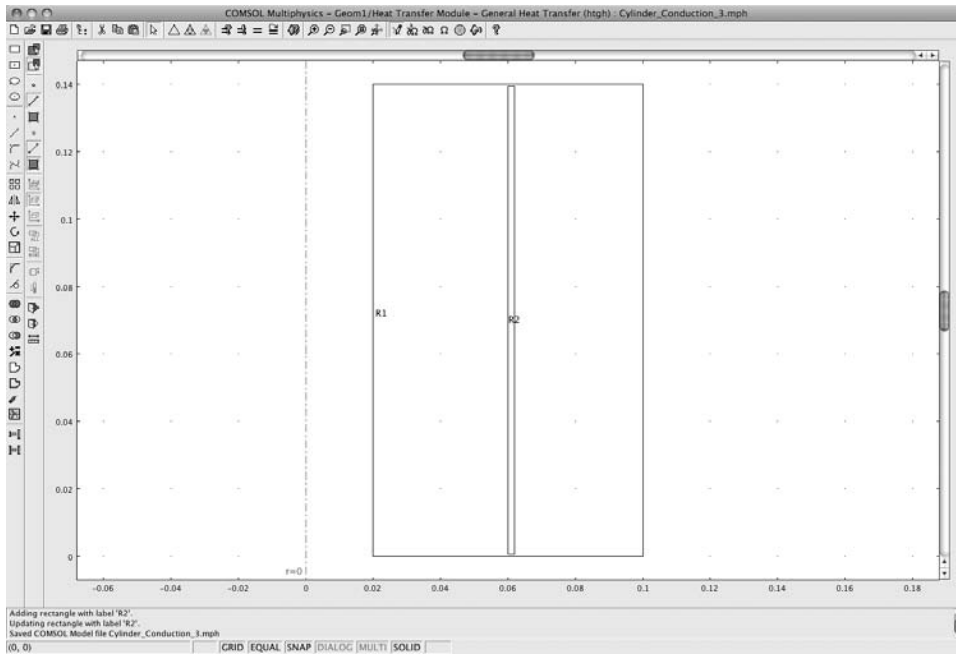 COMSOL Multiphysics - Geom1/Heat Transfer Module - General Heat Transfer (htgh) : Cylinder_Conduction_3.mph
0.14
0.12
0.1
0.08
R1
R2
0.06
0.04
0.02
0
r=0
-0.06 -0.04 -0.02 0 0.02 0.04 0.06 0.08 0.1 0.12 0.14 0.16 0.18
Adding rectangle with label 'R2'.
Updating rectangle with label 'R2'.
Saved COMSOL Model file Cylinder_Conduction_3.mph
(0, 0) GRID EQUAL SNAP DIALOG MULTI SOLID